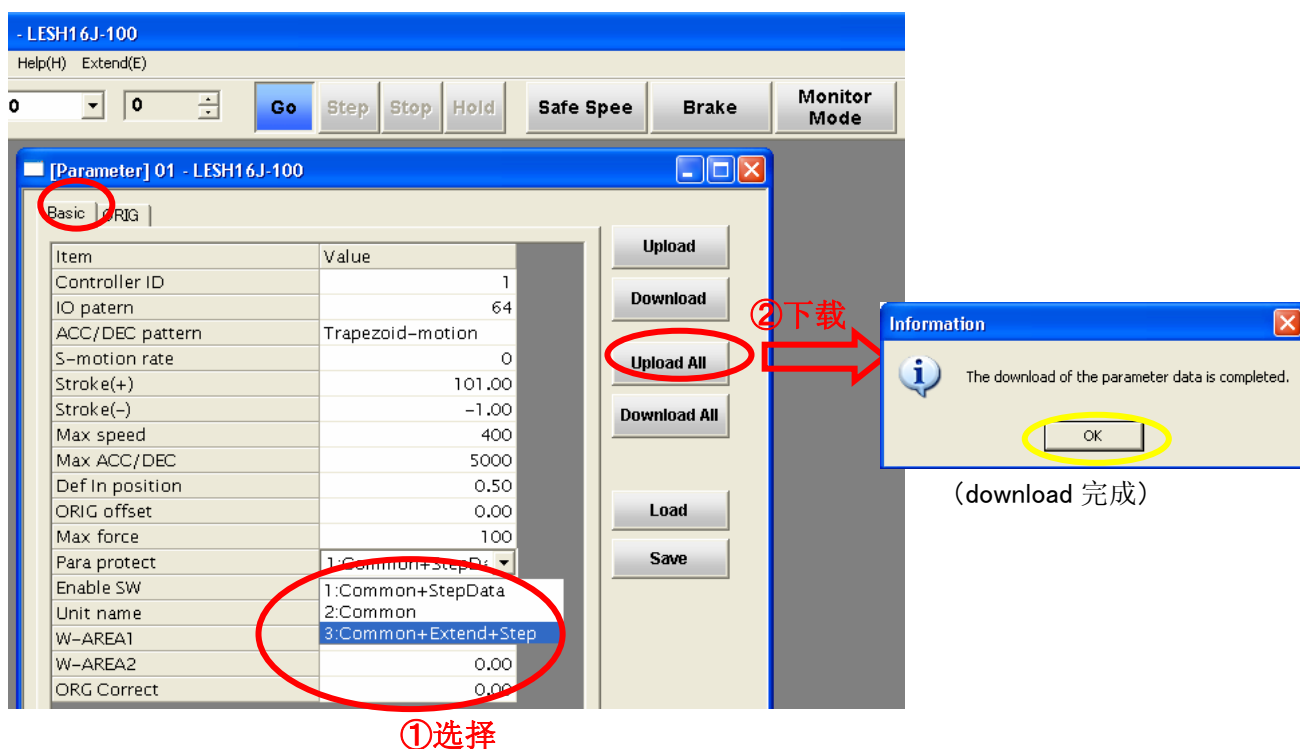 - LESH16J-100
Help(H) Extend(E)
0 0 Go Step Stop Hold Safe Spee Brake Monitor Mode
[Parameter] 01 - LESH16J-100
Basic ORIG
Item Value
Controller ID 1
IO patern 64
ACC/DEC pattern Trapezoid-motion
S-motion rate 0
Stroke(+) 101.00
Stroke(-) -1.00
Max speed 400
Max ACC/DEC 5000
Def In position 0.50
ORIG offset 0.00
Max force 100
Para protect 1:Common+StepDa
Enable SW
Unit name
W-AREA1
W-AREA2 0.00
ORG Correct 0.00
1:Common+StepData
2:Common
3:Common+Extend+Step
①选择
Upload
Download
Upload All
Download All
Load
Save
②下载
Information
The download of the parameter data is completed.
OK
（download 完成）